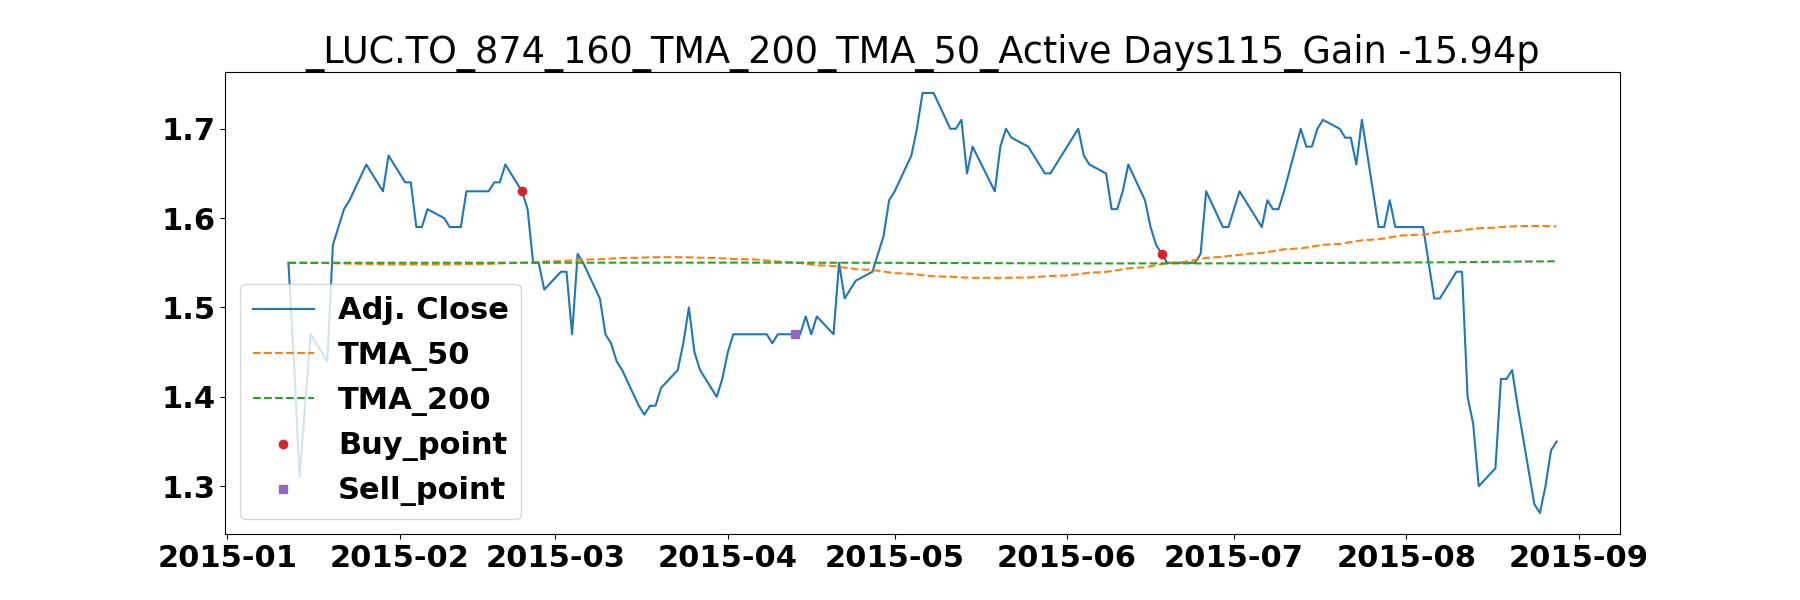 _LUC.TO_874_160_TMA_200_TMA_50_Active Days115_Gain -15.94p
1.7
1.6
1.5
1.4
1.3
Adj. Close
TMA_50
TMA_200
Buy_point
Sell_point
2015-01 2015-02 2015-03 2015-04 2015-05 2015-06 2015-07 2015-08 2015-09